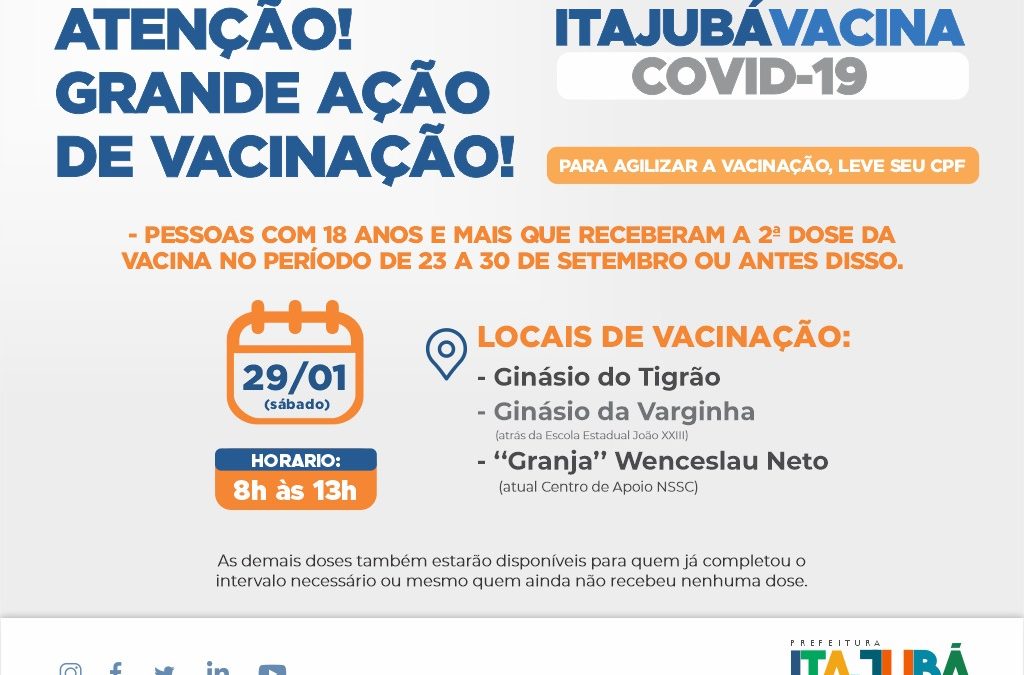 ATENÇÃO!
GRANDE AÇÃO
DE VACINAÇÃO!
ITAJUBÁVACINA
COVID-19
PARA AGILIZAR A VACINAÇÃO, LEVE SEU CPF
- PESSOAS COM 18 ANOS E MAIS QUE RECEBERAM A 2ª DOSE DA
VACINA NO PERÍODO DE 23 A 30 DE SETEMBRO OU ANTES DISSO.
29/01
(sábado)
HORARIO:
8h às 13h
LOCAIS DE VACINAÇÃO:
- Ginásio do Tigrão
- Ginásio da Varginha
(atrás da Escola Estadual João XXIII)
- “Granja” Wenceslau Neto
(atual Centro de Apoio NSSC)
As demais doses também estarão disponíveis para quem já completou o
intervalo necessário ou mesmo quem ainda não recebeu nenhuma dose.
PREFEITURA
ITAJUBÁ